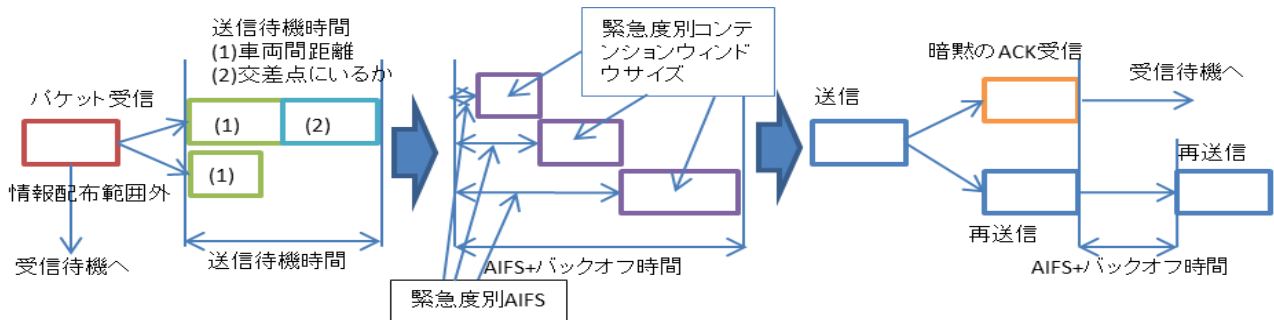 送信待機時間
(1)車両間距離
(2)交差点にいるか
パケット受信
(1)
(2)
(1)
情報配布範囲外
受信待機へ
送信待機時間
緊急度別コンテ
ンションウィンド
ウサイズ
AIFS+バックオフ時間
緊急度別AIFS
送信
暗黙のACK受信
受信待機へ
再送信
再送信
AIFS+バックオフ時間